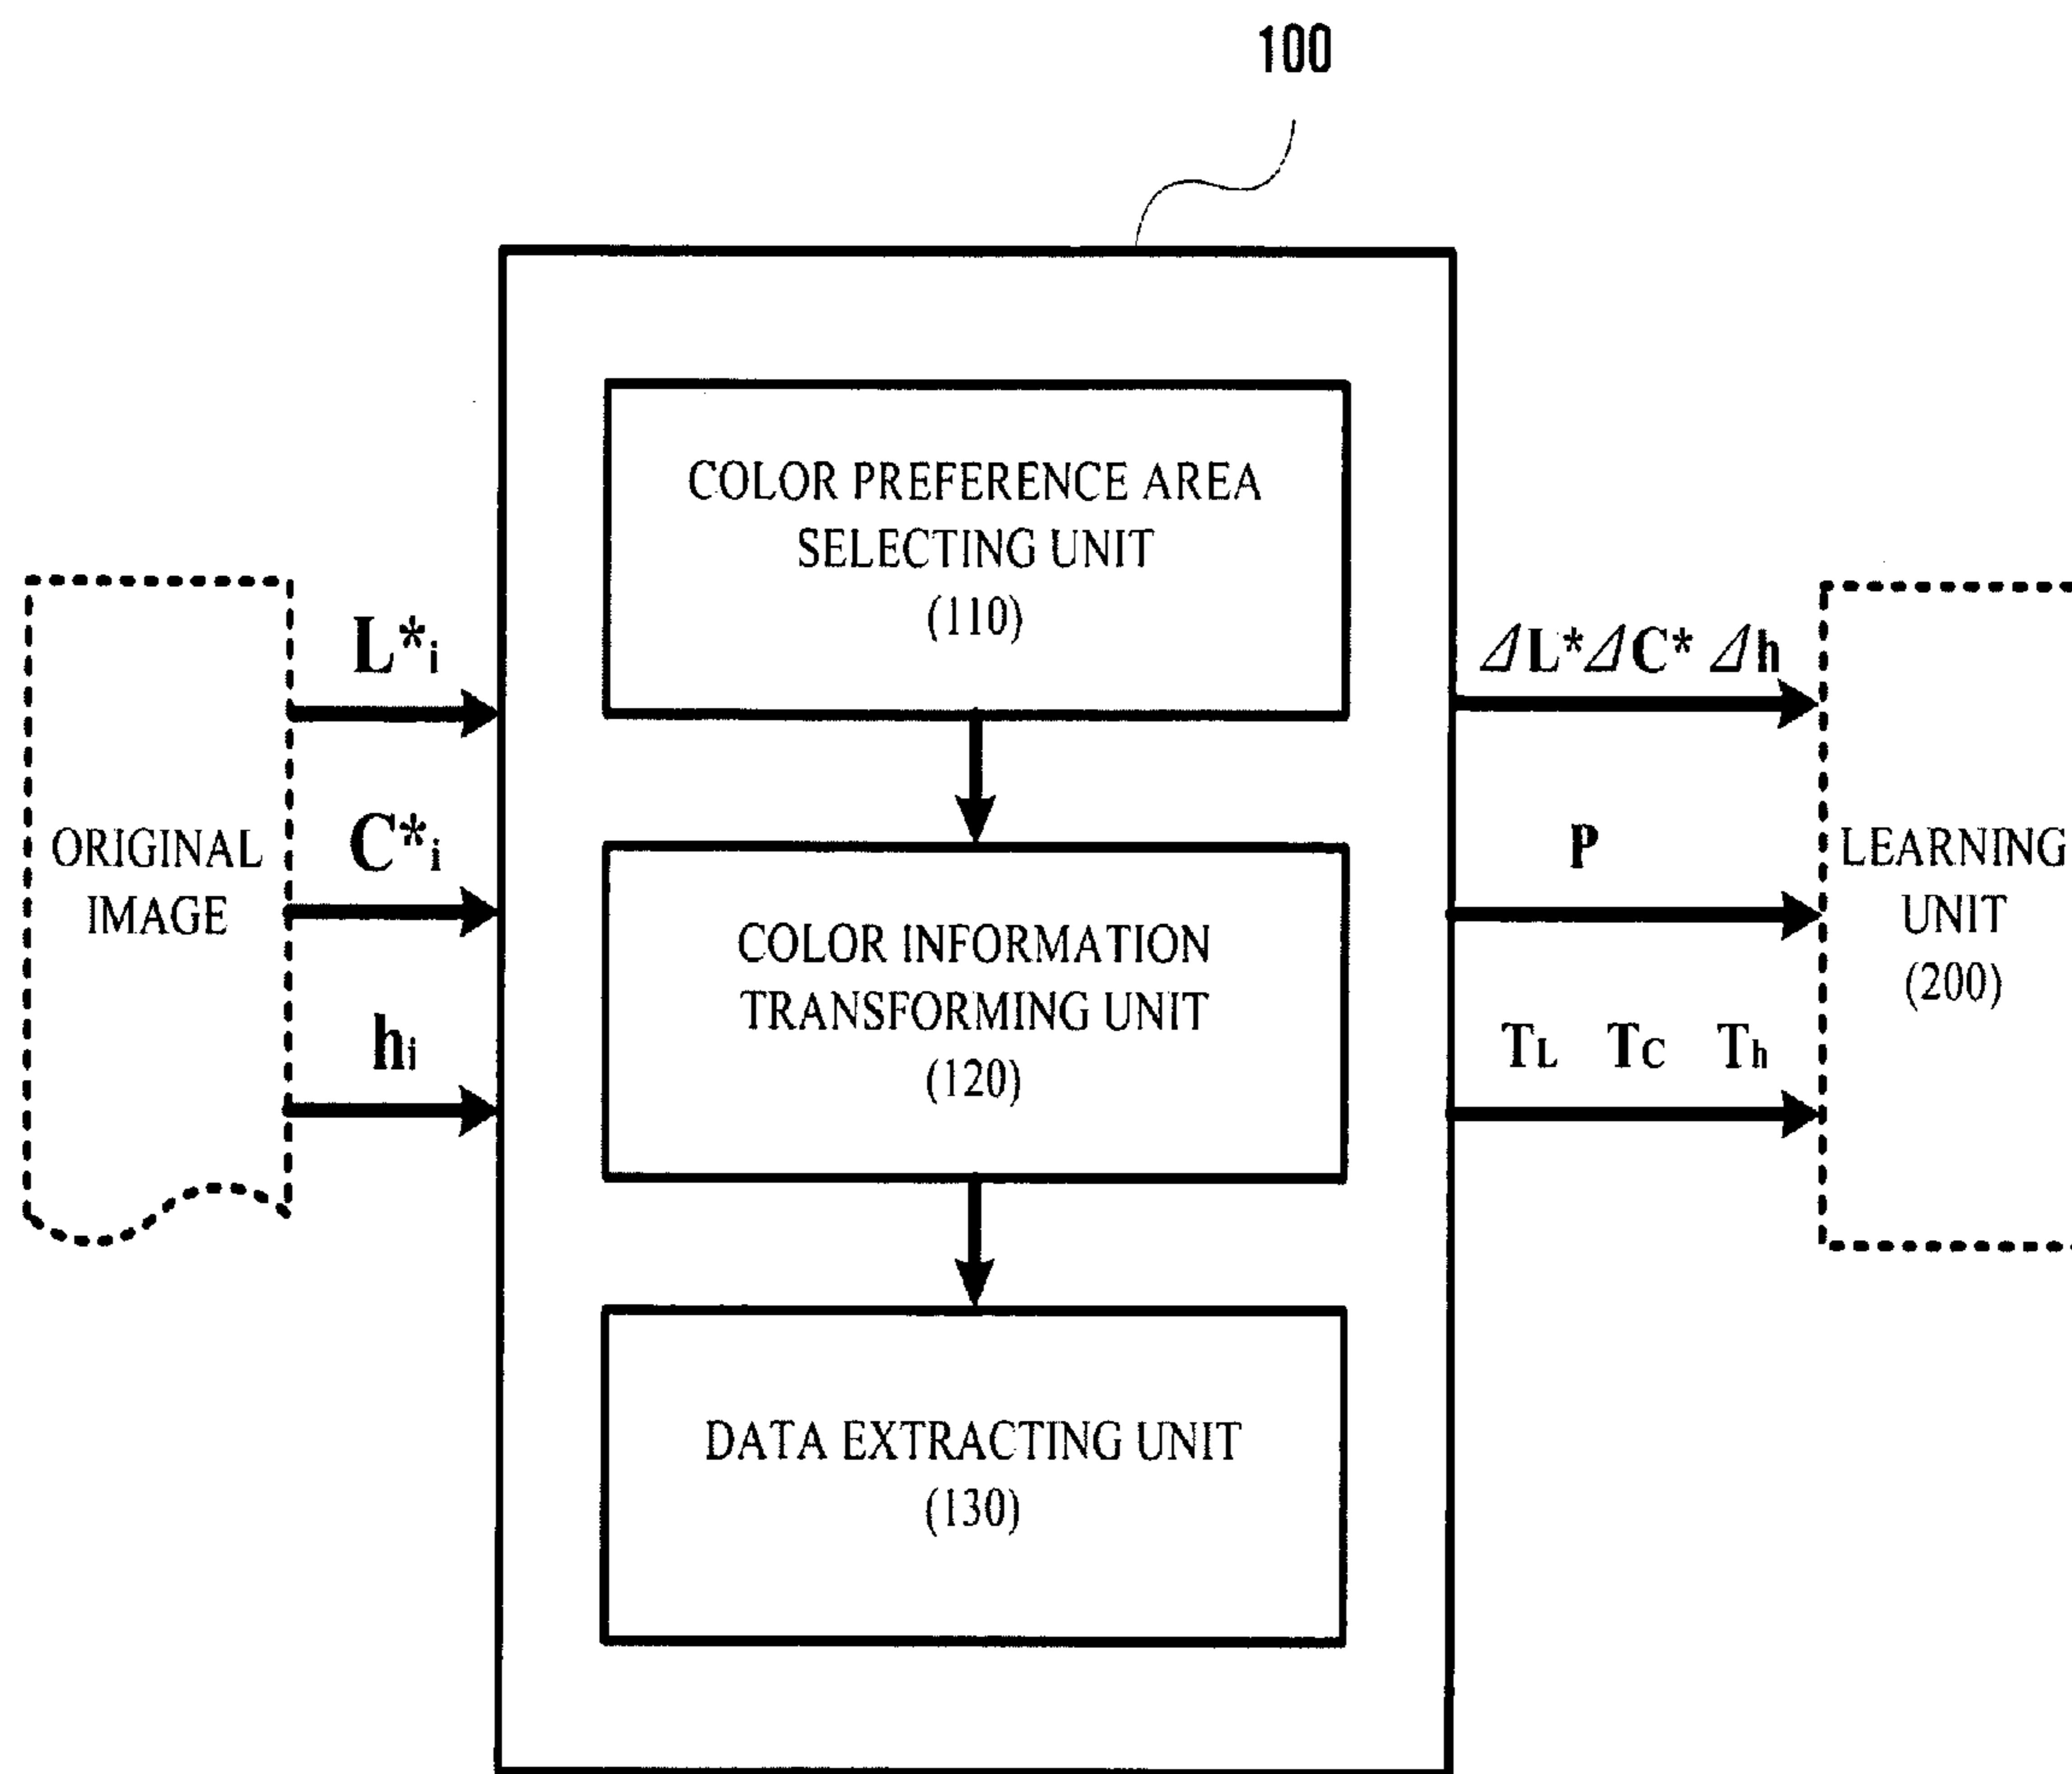 100
COLOR PREFERENCE AREA
SELECTING UNIT
(110)
L*i
C*i
hi
ORIGINAL
IMAGE
COLOR INFORMATION
TRANSFORMING UNIT
(120)
DATA EXTRACTING UNIT
(130)
ΔL*ΔC* Δh
P
TL TC Th
LEARNING
UNIT
(200)